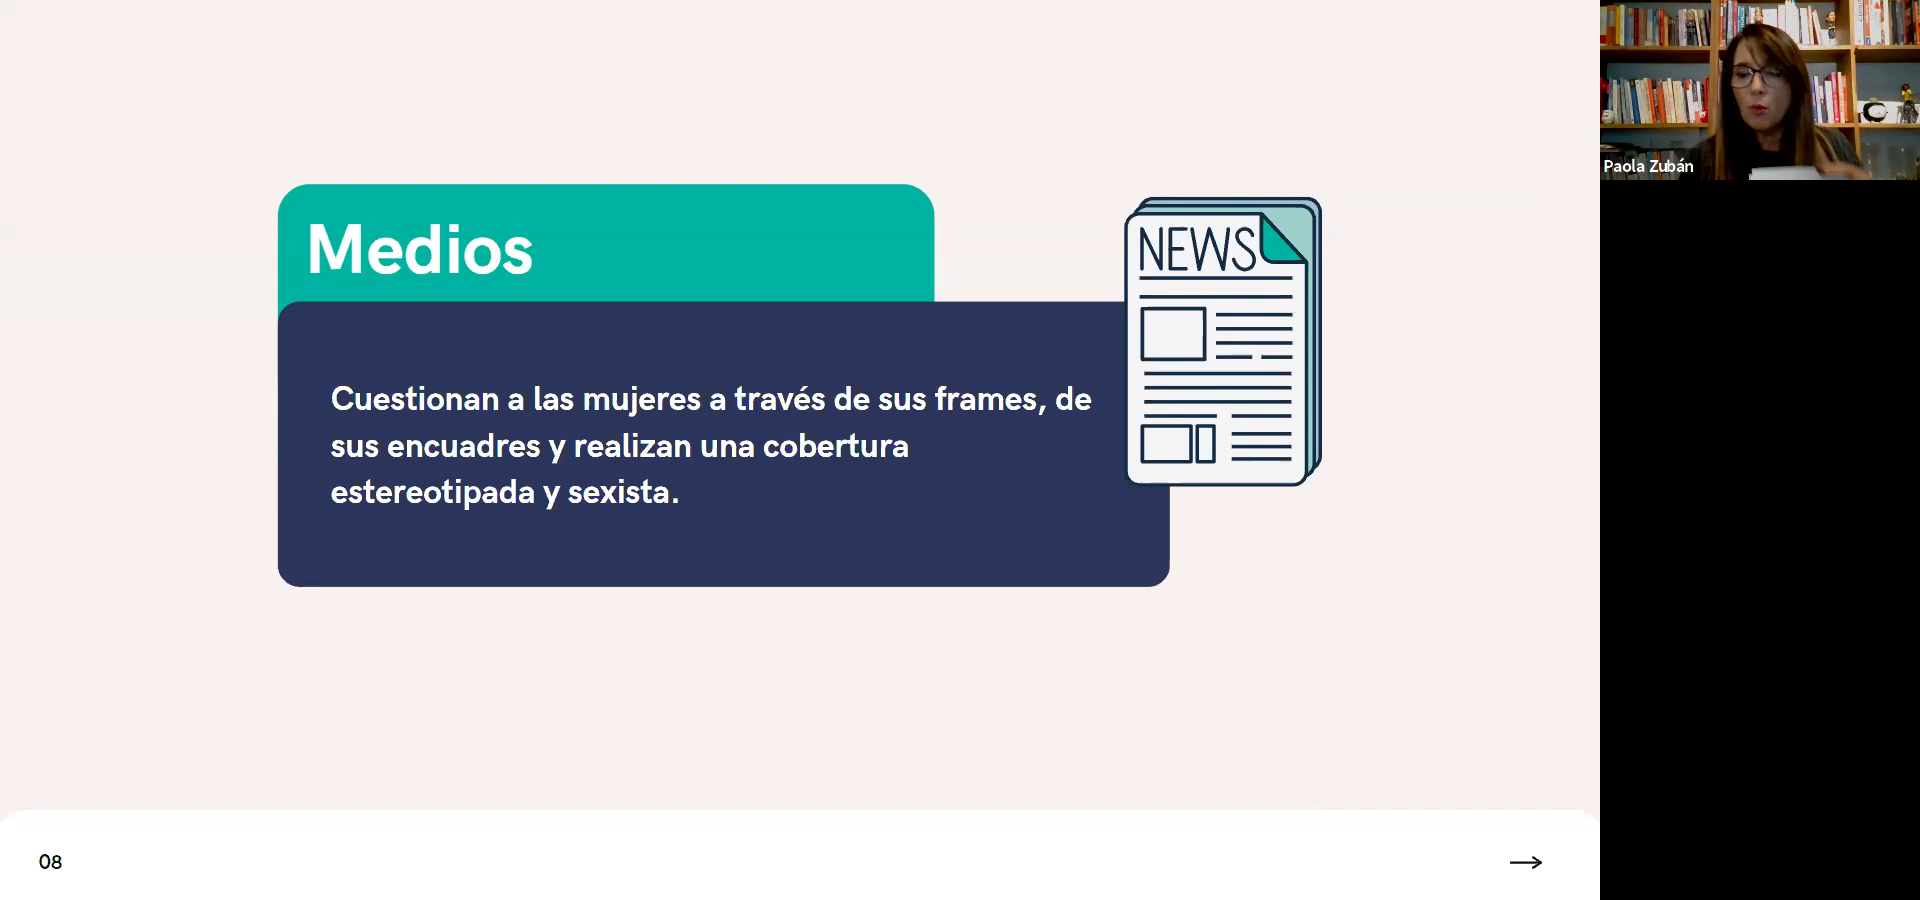 Medios
NEWS
Cuestionan a las mujeres a través de sus frames, de
sus encuadres y realizan una cobertura
estereotipada y sexista.
08
Paola Zubán